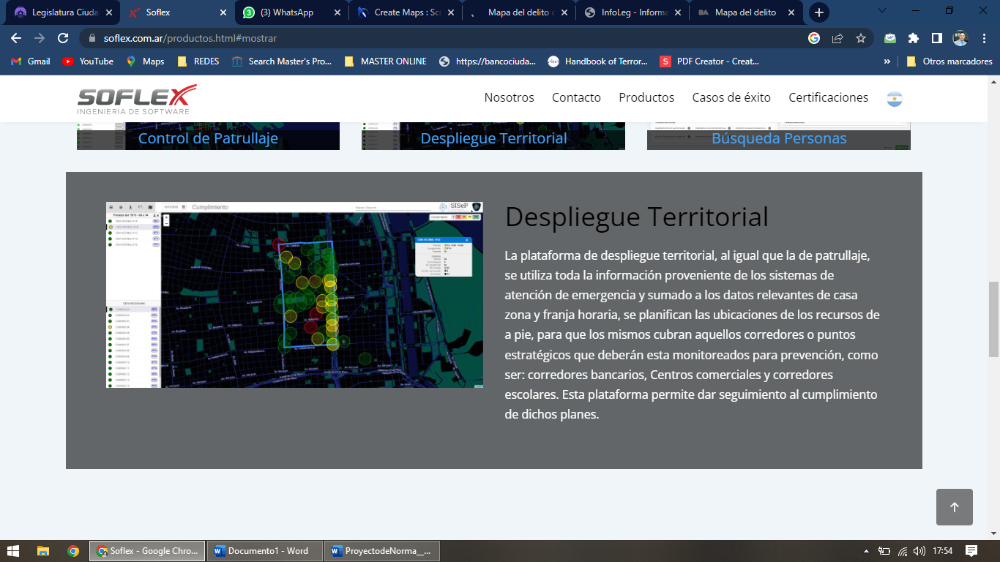 Legislatura Ciuda
Soflex
(3) WhatsApp
Create Maps : Scri
Mapa del delito d
InfoLeg - Informa
BA
Mapa del delito
soflex.com.ar/productos.html#mostrar
Gmail
YouTube
Maps
REDES
Search Master's Pro...
MASTER ONLINE
https://bancociuda...
Handbook of Terror...
S
PDF Creator - Creat...
»
Otros marcadores
SOFLEX
INGENIERÍA DE SOFTWARE
Nosotros
Contacto
Productos
Casos de éxito
Certificaciones
Control de Patrullaje
Despliegue Territorial
Búsqueda Personas
Cumplimiento
SISeP
Despliegue Territorial
La plataforma de despliegue territorial, al igual que la de patrullaje,
se utiliza toda la información proveniente de los sistemas de
atención de emergencia y sumado a los datos relevantes de casa
zona y franja horaria, se planifican las ubicaciones de los recursos de
a pie, para que los mismos cubran aquellos corredores o puntos
estratégicos que deberán este monitoreados para prevención, como
ser: corredores bancarios, Centros comerciales y corredores
escolares. Esta plataforma permite dar seguimiento al cumplimiento
de dichos planes.
Soflex - Google Chro...
Documento1 - Word
ProyectodeNorma__...
17:54